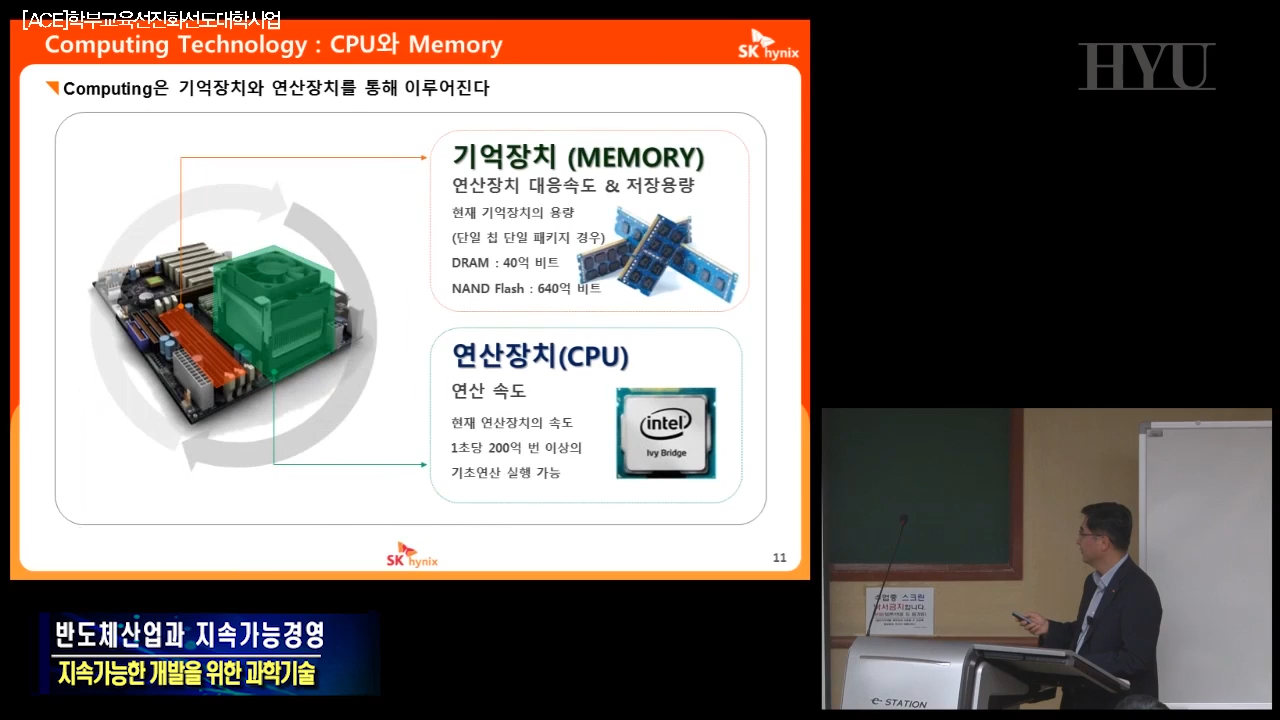 [ACE]학부교육선진화선도대학사업
Computing Technology : CPU와 Memory
SK hynix
HYU
Computing은 기억장치와 연산장치를 통해 이루어진다
기억장치 (MEMORY)
연산장치 대응속도 & 저장용량
현재 기억장치의 용량
(단일 칩 단일 패키지 경우)
DRAM : 40억 비트
NAND Flash : 640억 비트
연산장치(CPU)
연산 속도
현재 연산장치의 속도
1초당 200억 번 이상의
기초연산 실행 가능
intel
Ivy Bridge
SK hynix
11
반도체산업과 지속가능경영
지속가능한 개발을 위한 과학기술
수업중 스크린
낙서금지합니다.
e-STATION